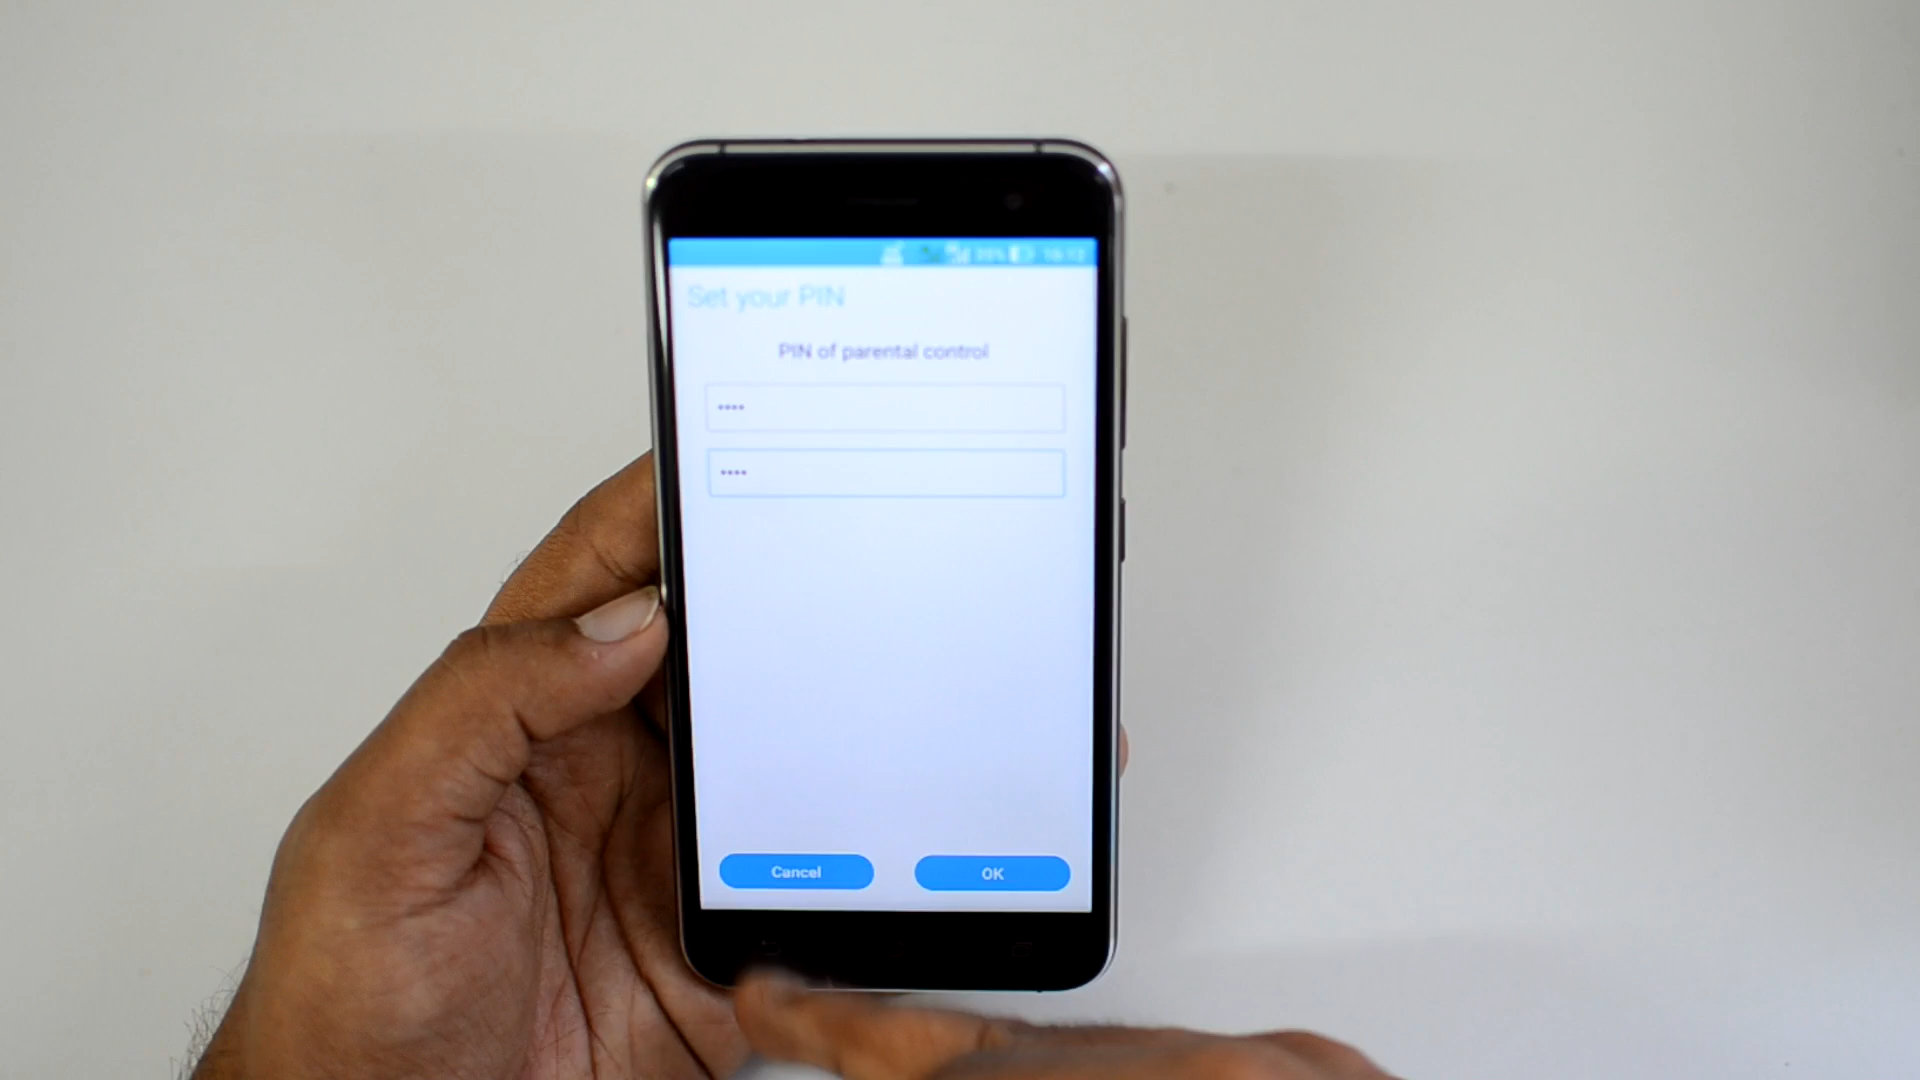 Set your PIN
PIN of parental control
••••
••••
Cancel
OK